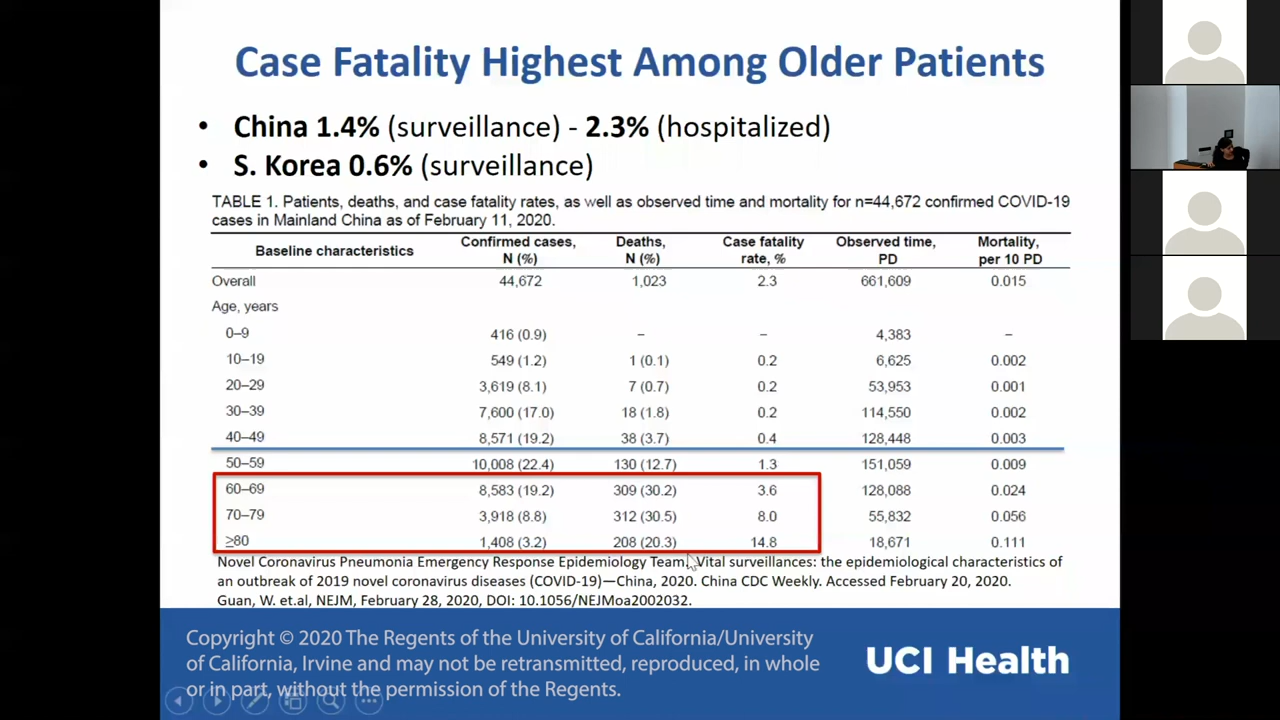 Case Fatality Highest Among Older Patients
• China 1.4% (surveillance) - 2.3% (hospitalized)
• S. Korea 0.6% (surveillance)
TABLE 1. Patients, deaths, and case fatality rates, as well as observed time and mortality for n=44,672 confirmed COVID-19
cases in Mainland China as of February 11, 2020.
Baseline characteristics Confirmed cases, N (%) Deaths, N (%) Case fatality rate, % Observed time, PD Mortality, per 10 PD
Overall 44,672 1,023 2.3 661,609 0.015
Age, years
0–9 416 (0.9) – – 4,383 –
10–19 549 (1.2) 1 (0.1) 0.2 6,625 0.002
20–29 3,619 (8.1) 7 (0.7) 0.2 53,953 0.001
30–39 7,600 (17.0) 18 (1.8) 0.2 114,550 0.002
40–49 8,571 (19.2) 38 (3.7) 0.4 128,448 0.003
50–59 10,008 (22.4) 130 (12.7) 1.3 151,059 0.009
60–69 8,583 (19.2) 309 (30.2) 3.6 128,088 0.024
70–79 3,918 (8.8) 312 (30.5) 8.0 55,832 0.056
≥80 1,408 (3.2) 208 (20.3) 14.8 18,671 0.111
Novel Coronavirus Pneumonia Emergency Response Epidemiology Team. Vital surveillances: the epidemiological characteristics of
an outbreak of 2019 novel coronavirus diseases (COVID-19)—China, 2020. China CDC Weekly. Accessed February 20, 2020.
Guan, W. et.al, NEJM, February 28, 2020, DOI: 10.1056/NEJMoa2002032.
Copyright © 2020 The Regents of the University of California/University
of California, Irvine and may not be retransmitted, reproduced, in whole
or in part, without the permission of the Regents.
UCI Health